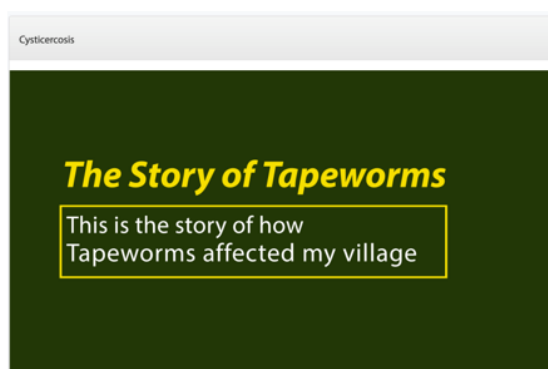 Cysticercosis
The Story of Tapeworms
This is the story of how
Tapeworms affected my village